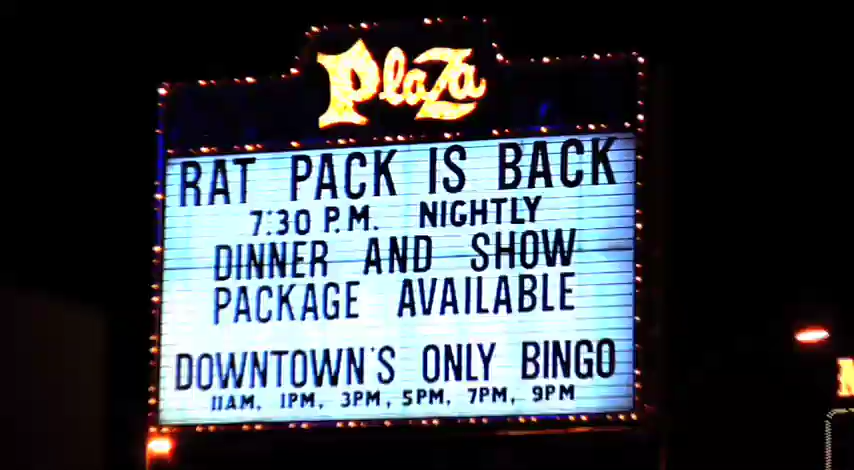 Plaza
RAT PACK IS BACK
7:30 P.M. NIGHTLY
DINNER AND SHOW
PACKAGE AVAILABLE
DOWNTOWN'S ONLY BINGO
11AM, 1PM, 3PM, 5PM, 7PM, 9PM